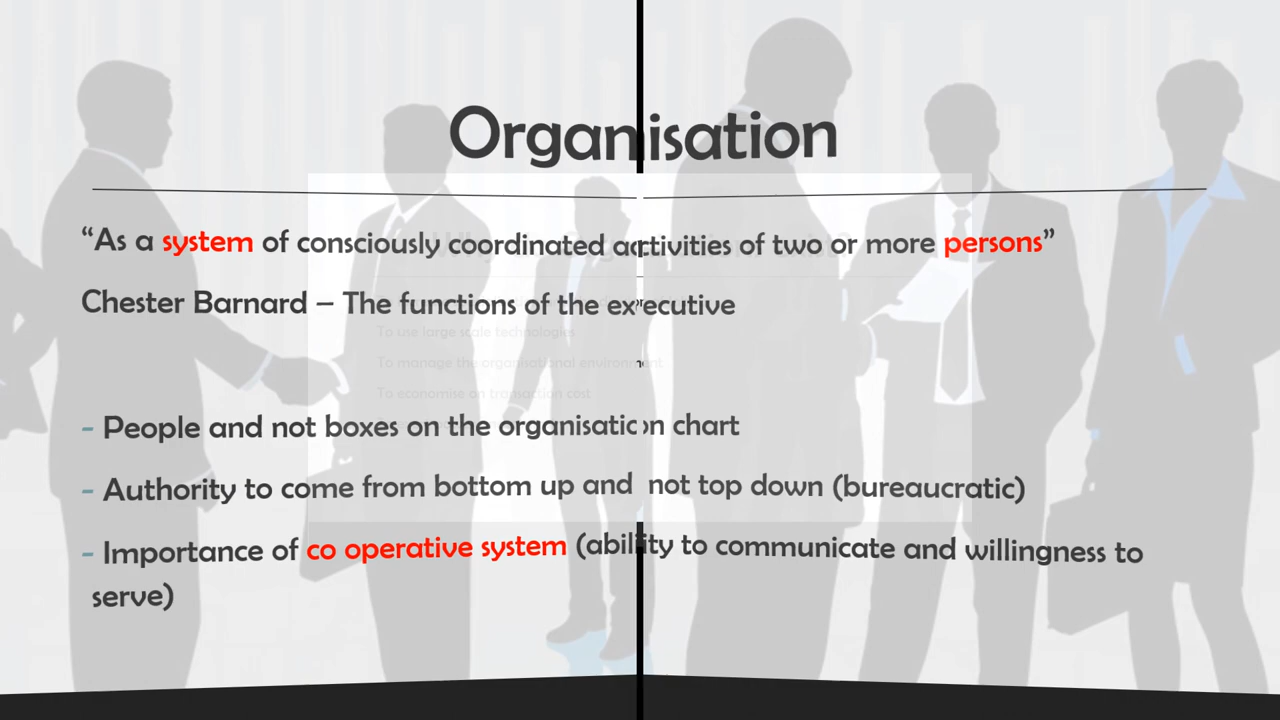 Organisation
“As a system of consciously coordinated activities of two or more persons”
Chester Barnard – The functions of the executive
To use large scale technologies
To manage the organisational environment
To economise on transaction cost
- People and not boxes on the organisation chart
- Authority to come from bottom up and not top down (bureaucratic)
- Importance of co operative system (ability to communicate and willingness to
serve)